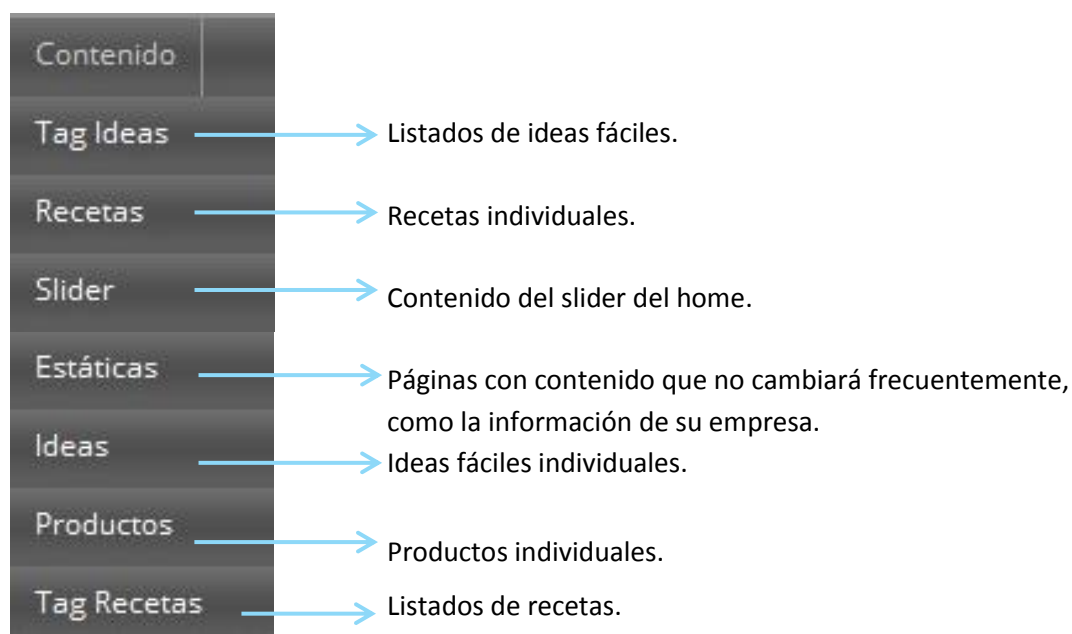 Contenido
Tag Ideas
Listados de ideas fáciles.
Recetas
Recetas individuales.
Slider
Contenido del slider del home.
Estáticas
Páginas con contenido que no cambiará frecuentemente,
como la información de su empresa.
Ideas
Ideas fáciles individuales.
Productos
Productos individuales.
Tag Recetas
Listados de recetas.